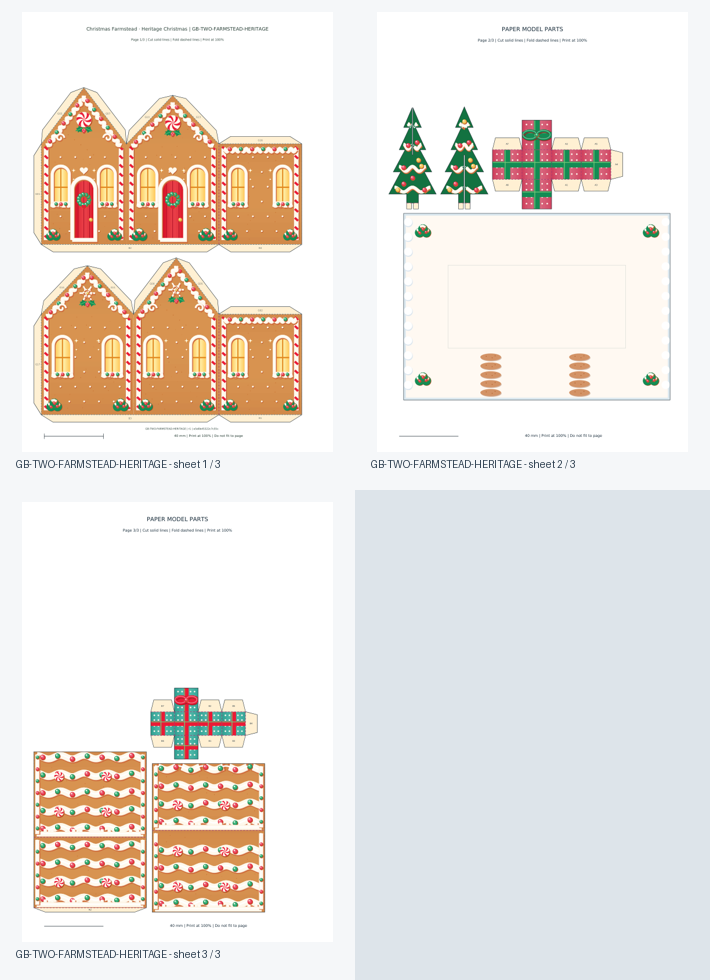 Christmas Farmstead · Heritage Christmas | GB-TWO-FARMSTEAD-HERITAGE
Page 1/3 | Cut solid lines | Fold dashed lines | Print at 100%
40 mm | Print at 100% | Do not fit to page
GB-TWO-FARMSTEAD-HERITAGE - sheet 1 / 3
PAPER MODEL PARTS
Page 2/3 | Cut solid lines | Fold dashed lines | Print at 100%
40 mm | Print at 100% | Do not fit to page
GB-TWO-FARMSTEAD-HERITAGE - sheet 2 / 3
PAPER MODEL PARTS
Page 3/3 | Cut solid lines | Fold dashed lines | Print at 100%
40 mm | Print at 100% | Do not fit to page
GB-TWO-FARMSTEAD-HERITAGE - sheet 3 / 3